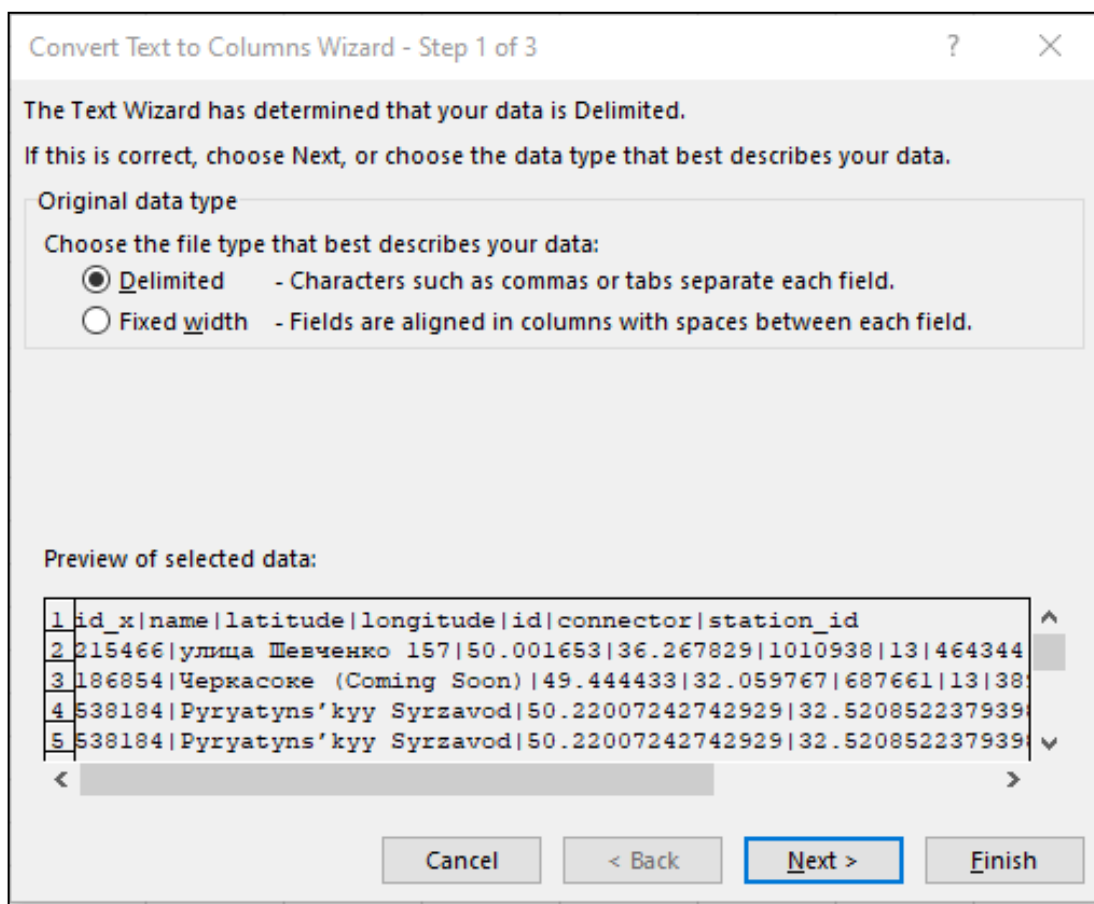 Convert Text to Columns Wizard - Step 1 of 3 ?
The Text Wizard has determined that your data is Delimited.
If this is correct, choose Next, or choose the data type that best describes your data.
Original data type
Choose the file type that best describes your data:
Delimited - Characters such as commas or tabs separate each field.
Fixed width - Fields are aligned in columns with spaces between each field.
Preview of selected data:
1 id_x|name|latitude|longitude|id|connector|station_id
2 215466|улица Шевченко 157|50.001653|36.267829|1010938|13|464344
3 186854|Черкасоке (Coming Soon)|49.444433|32.059767|687661|13|38
4 538184|Pyryatyns’kyy Syrzavod|50.22007242742929|32.520852237939
5 538184|Pyryatyns’kyy Syrzavod|50.22007242742929|32.520852237939
Cancel < Back Next > Finish